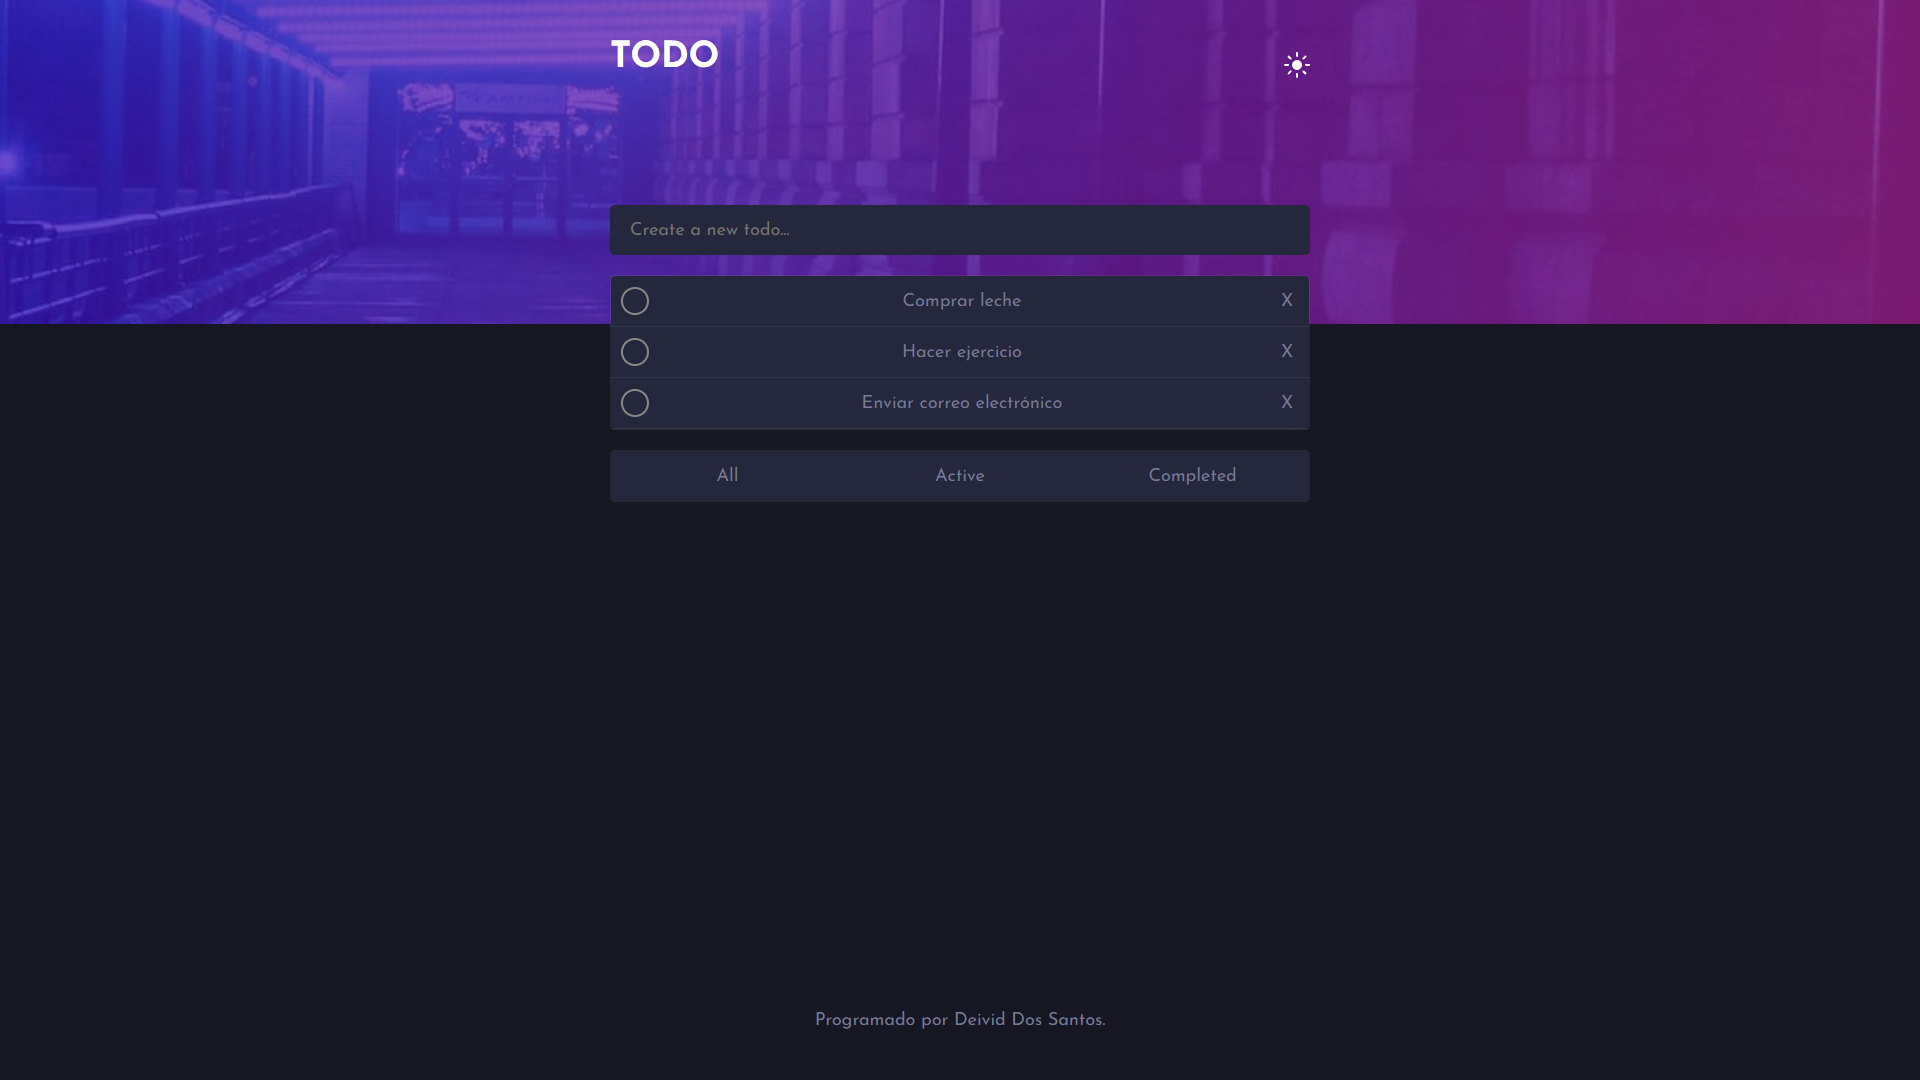 TODO
Create a new todo...
Comprar leche X
Hacer ejercicio X
Enviar correo electrónico X
All Active Completed
Programado por Deivid Dos Santos.